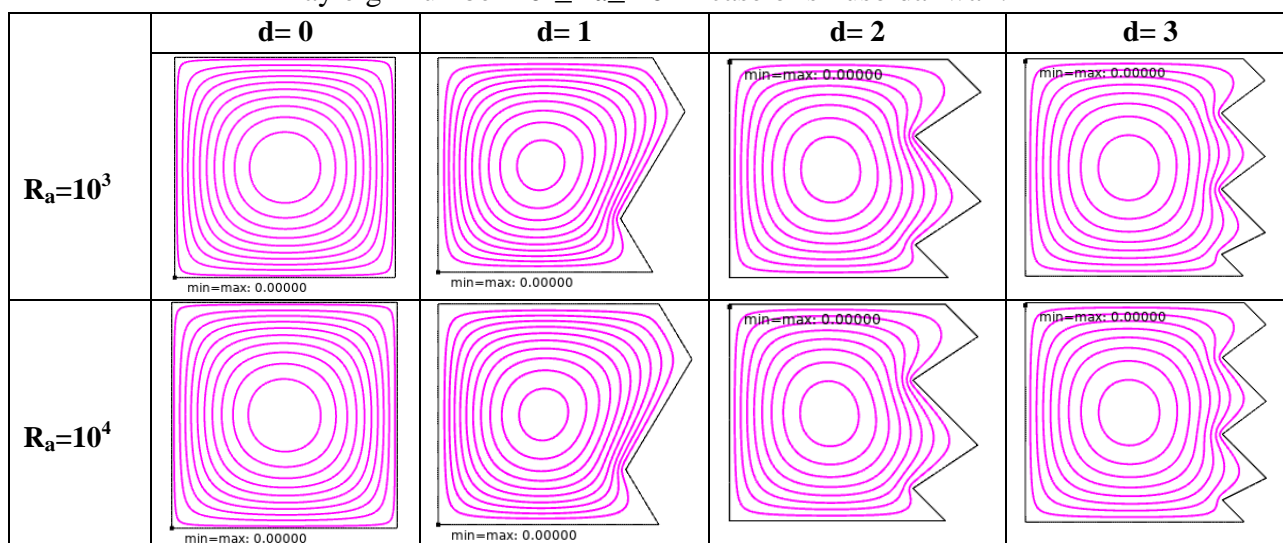 d= 0 d= 1 d= 2 d= 3
Rₐ=10³
min=max: 0.00000 min=max: 0.00000 min=max: 0.00000 min=max: 0.00000
Rₐ=10⁴
min=max: 0.00000 min=max: 0.00000 min=max: 0.00000 min=max: 0.00000